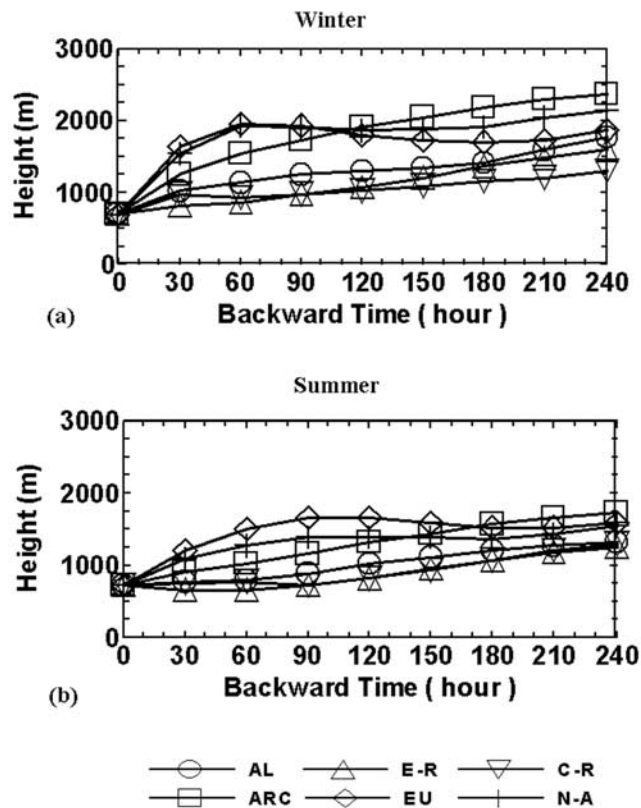 Winter
3000
2000
1000
0
Height (m)
0 30 60 90 120 150 180 210 240
(a)
Backward Time ( hour )
Summer
3000
2000
1000
0
Height (m)
0 30 60 90 120 150 180 210 240
(b)
Backward Time ( hour )
AL E-R C-R
ARC EU N-A